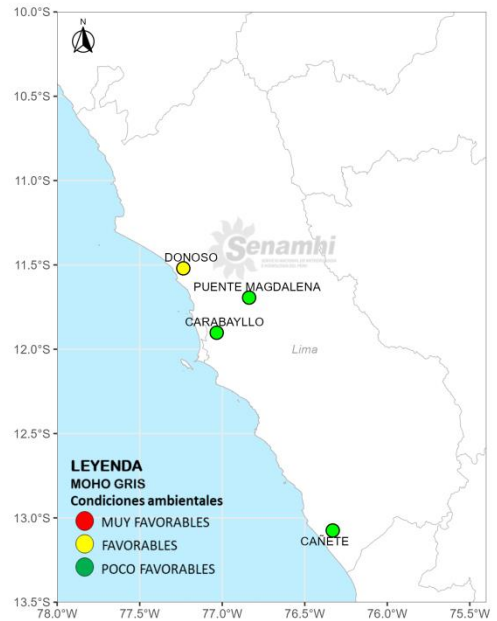 10.0°S
N
10.5°S
11.0°S
Senamhi
DONOSO
11.5°S
PUENTE MAGDALENA
CARABAYLLO
12.0°S
Lima
12.5°S
LEYENDA
MOHO GRIS
Condiciones ambientales
MUY FAVORABLES
13.0°S
FAVORABLES
CAÑETE
POCO FAVORABLES
13.5°S
78.0°W 77.5°W 77.0°W 76.5°W 76.0°W 75.5°W